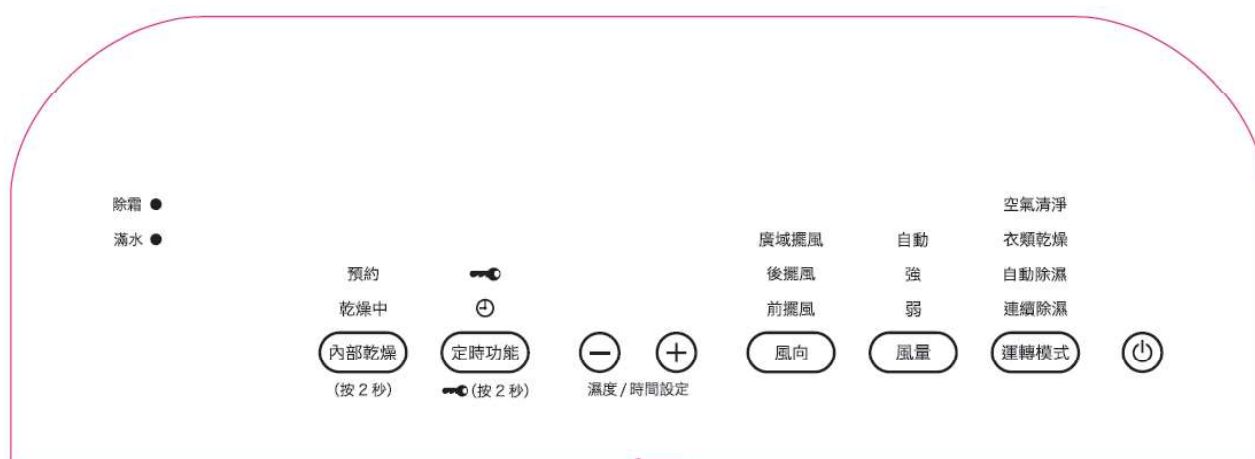 空氣清淨
除霜
廣域擺風 自動 衣類乾燥
滿水
預約 後擺風 強 自動除濕
乾燥中 前擺風 弱 連續除濕
內部乾燥 定時功能 − + 風向 風量 運轉模式
(按2秒) (按2秒) 濕度/時間設定